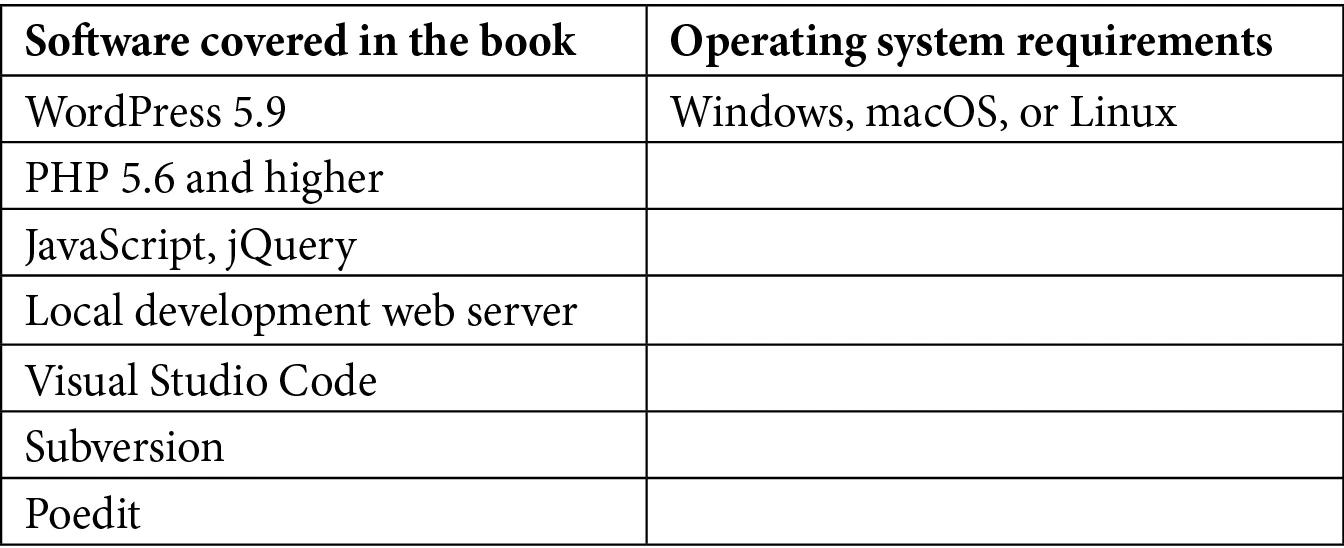 Software covered in the book
Operating system requirements
WordPress 5.9
Windows, macOS, or Linux
PHP 5.6 and higher
JavaScript, jQuery
Local development web server
Visual Studio Code
Subversion
Poedit